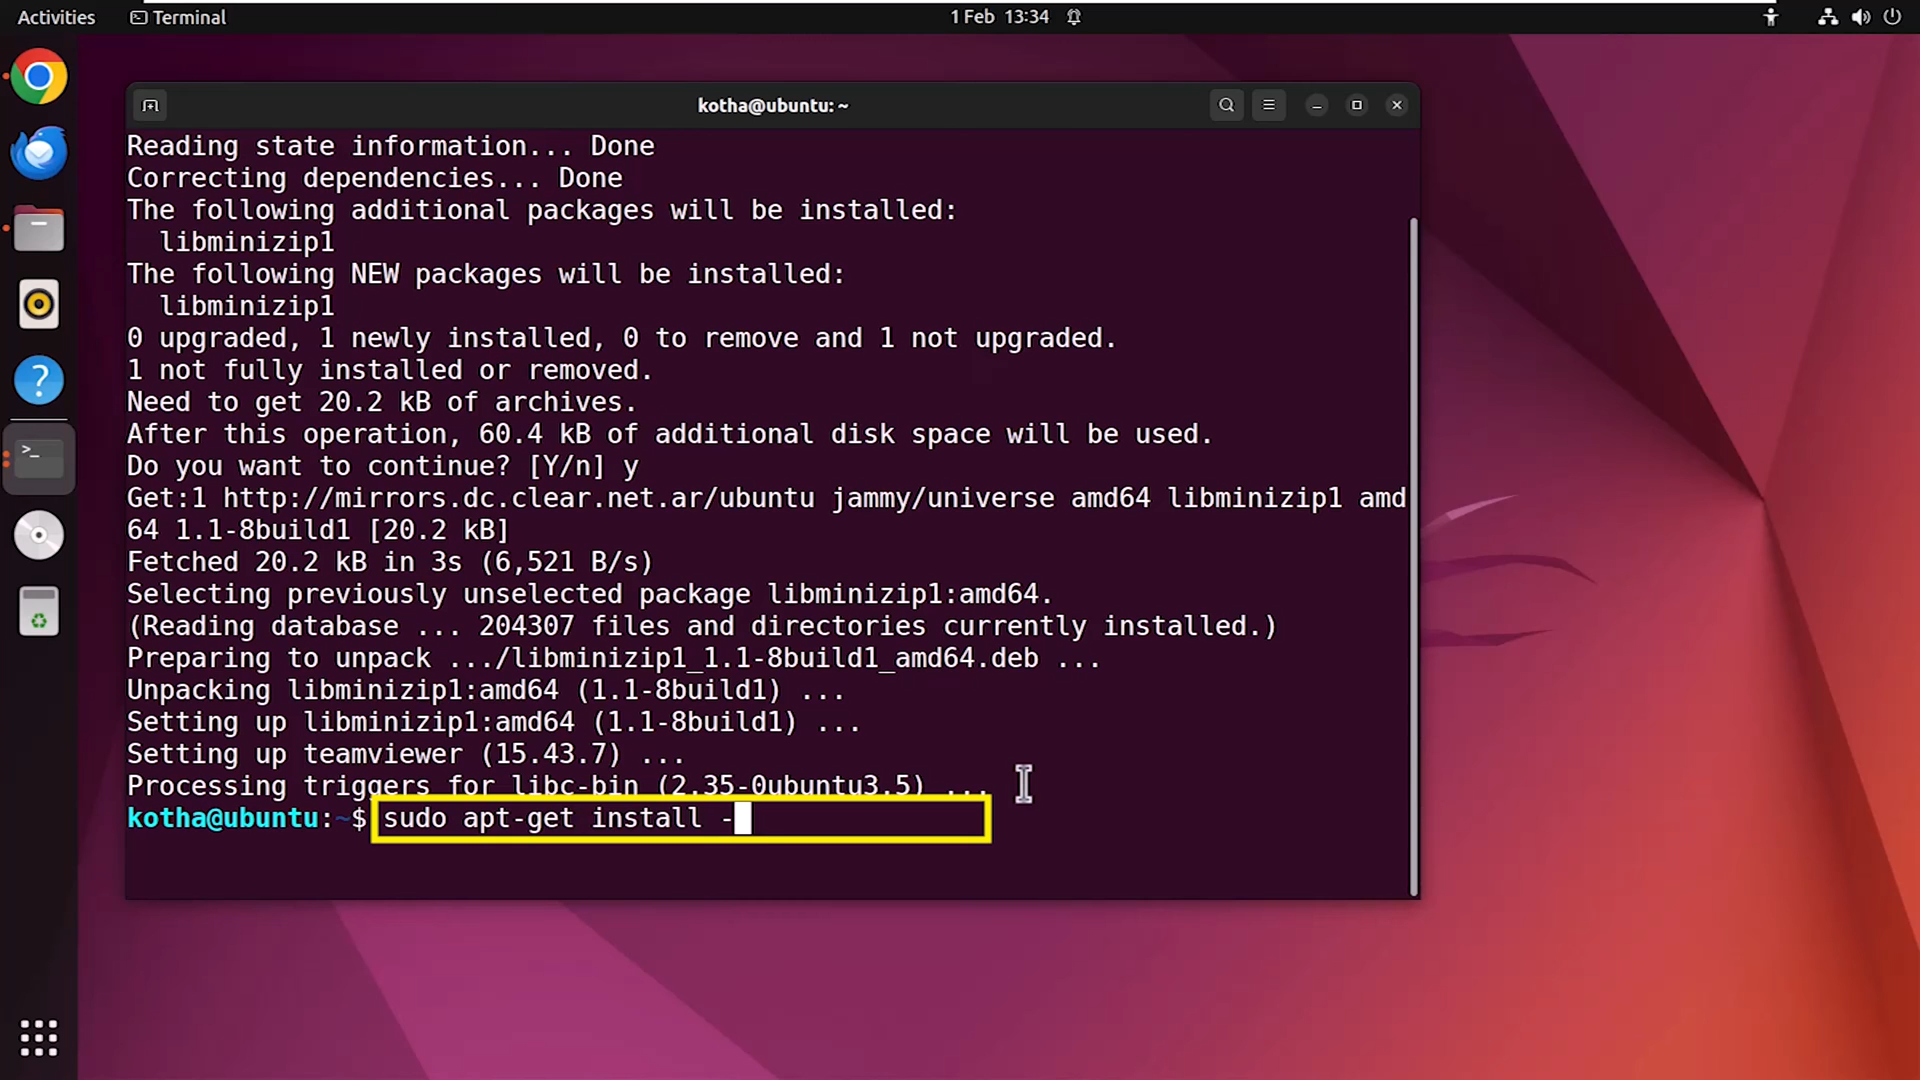 Activities Terminal 1 Feb 13:34
kotha@ubuntu: ~
Reading state information... Done
Correcting dependencies... Done
The following additional packages will be installed:
  libminizip1
The following NEW packages will be installed:
  libminizip1
0 upgraded, 1 newly installed, 0 to remove and 1 not upgraded.
1 not fully installed or removed.
Need to get 20.2 kB of archives.
After this operation, 60.4 kB of additional disk space will be used.
Do you want to continue? [Y/n] y
Get:1 http://mirrors.dc.clear.net.ar/ubuntu jammy/universe amd64 libminizip1 amd
64 1.1-8build1 [20.2 kB]
Fetched 20.2 kB in 3s (6,521 B/s)
Selecting previously unselected package libminizip1:amd64.
(Reading database ... 204307 files and directories currently installed.)
Preparing to unpack .../libminizip1_1.1-8build1_amd64.deb ...
Unpacking libminizip1:amd64 (1.1-8build1) ...
Setting up libminizip1:amd64 (1.1-8build1) ...
Setting up teamviewer (15.43.7) ...
Processing triggers for libc-bin (2.35-0ubuntu3.5) ...
kotha@ubuntu:~$ sudo apt-get install -